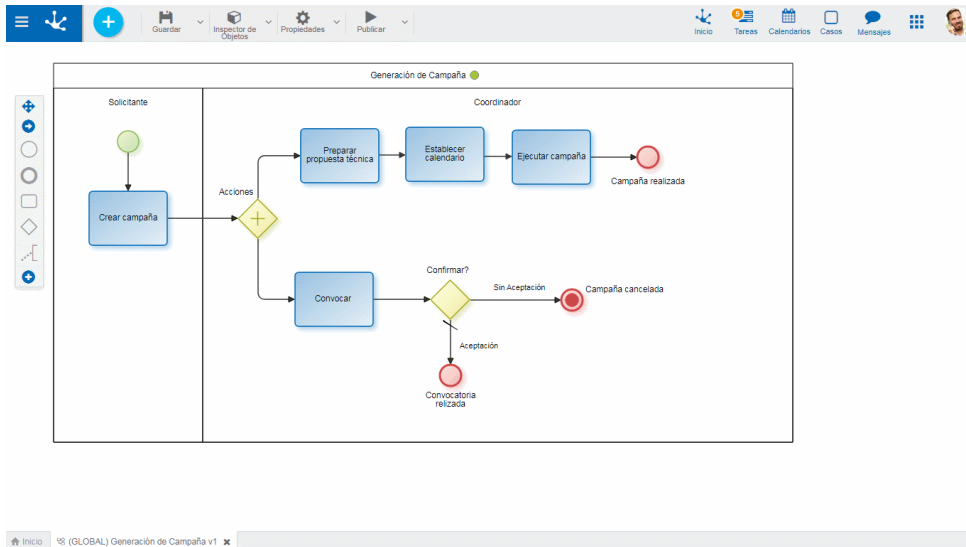 Guardar
Inspector de
Objetos
Propiedades
Publicar
Inicio
5
Tareas
Calendarios
Casos
Mensajes
Generación de Campaña
Solicitante
Coordinador
Preparar
propuesta técnica
Establecer
calendario
Ejecutar campaña
Campaña realizada
Acciones
Crear campaña
Confirmar?
Convocar
Sin Aceptación
Campaña cancelada
Aceptación
Convocatoria
relizada
Inicio
(GLOBAL) Generación de Campaña v1